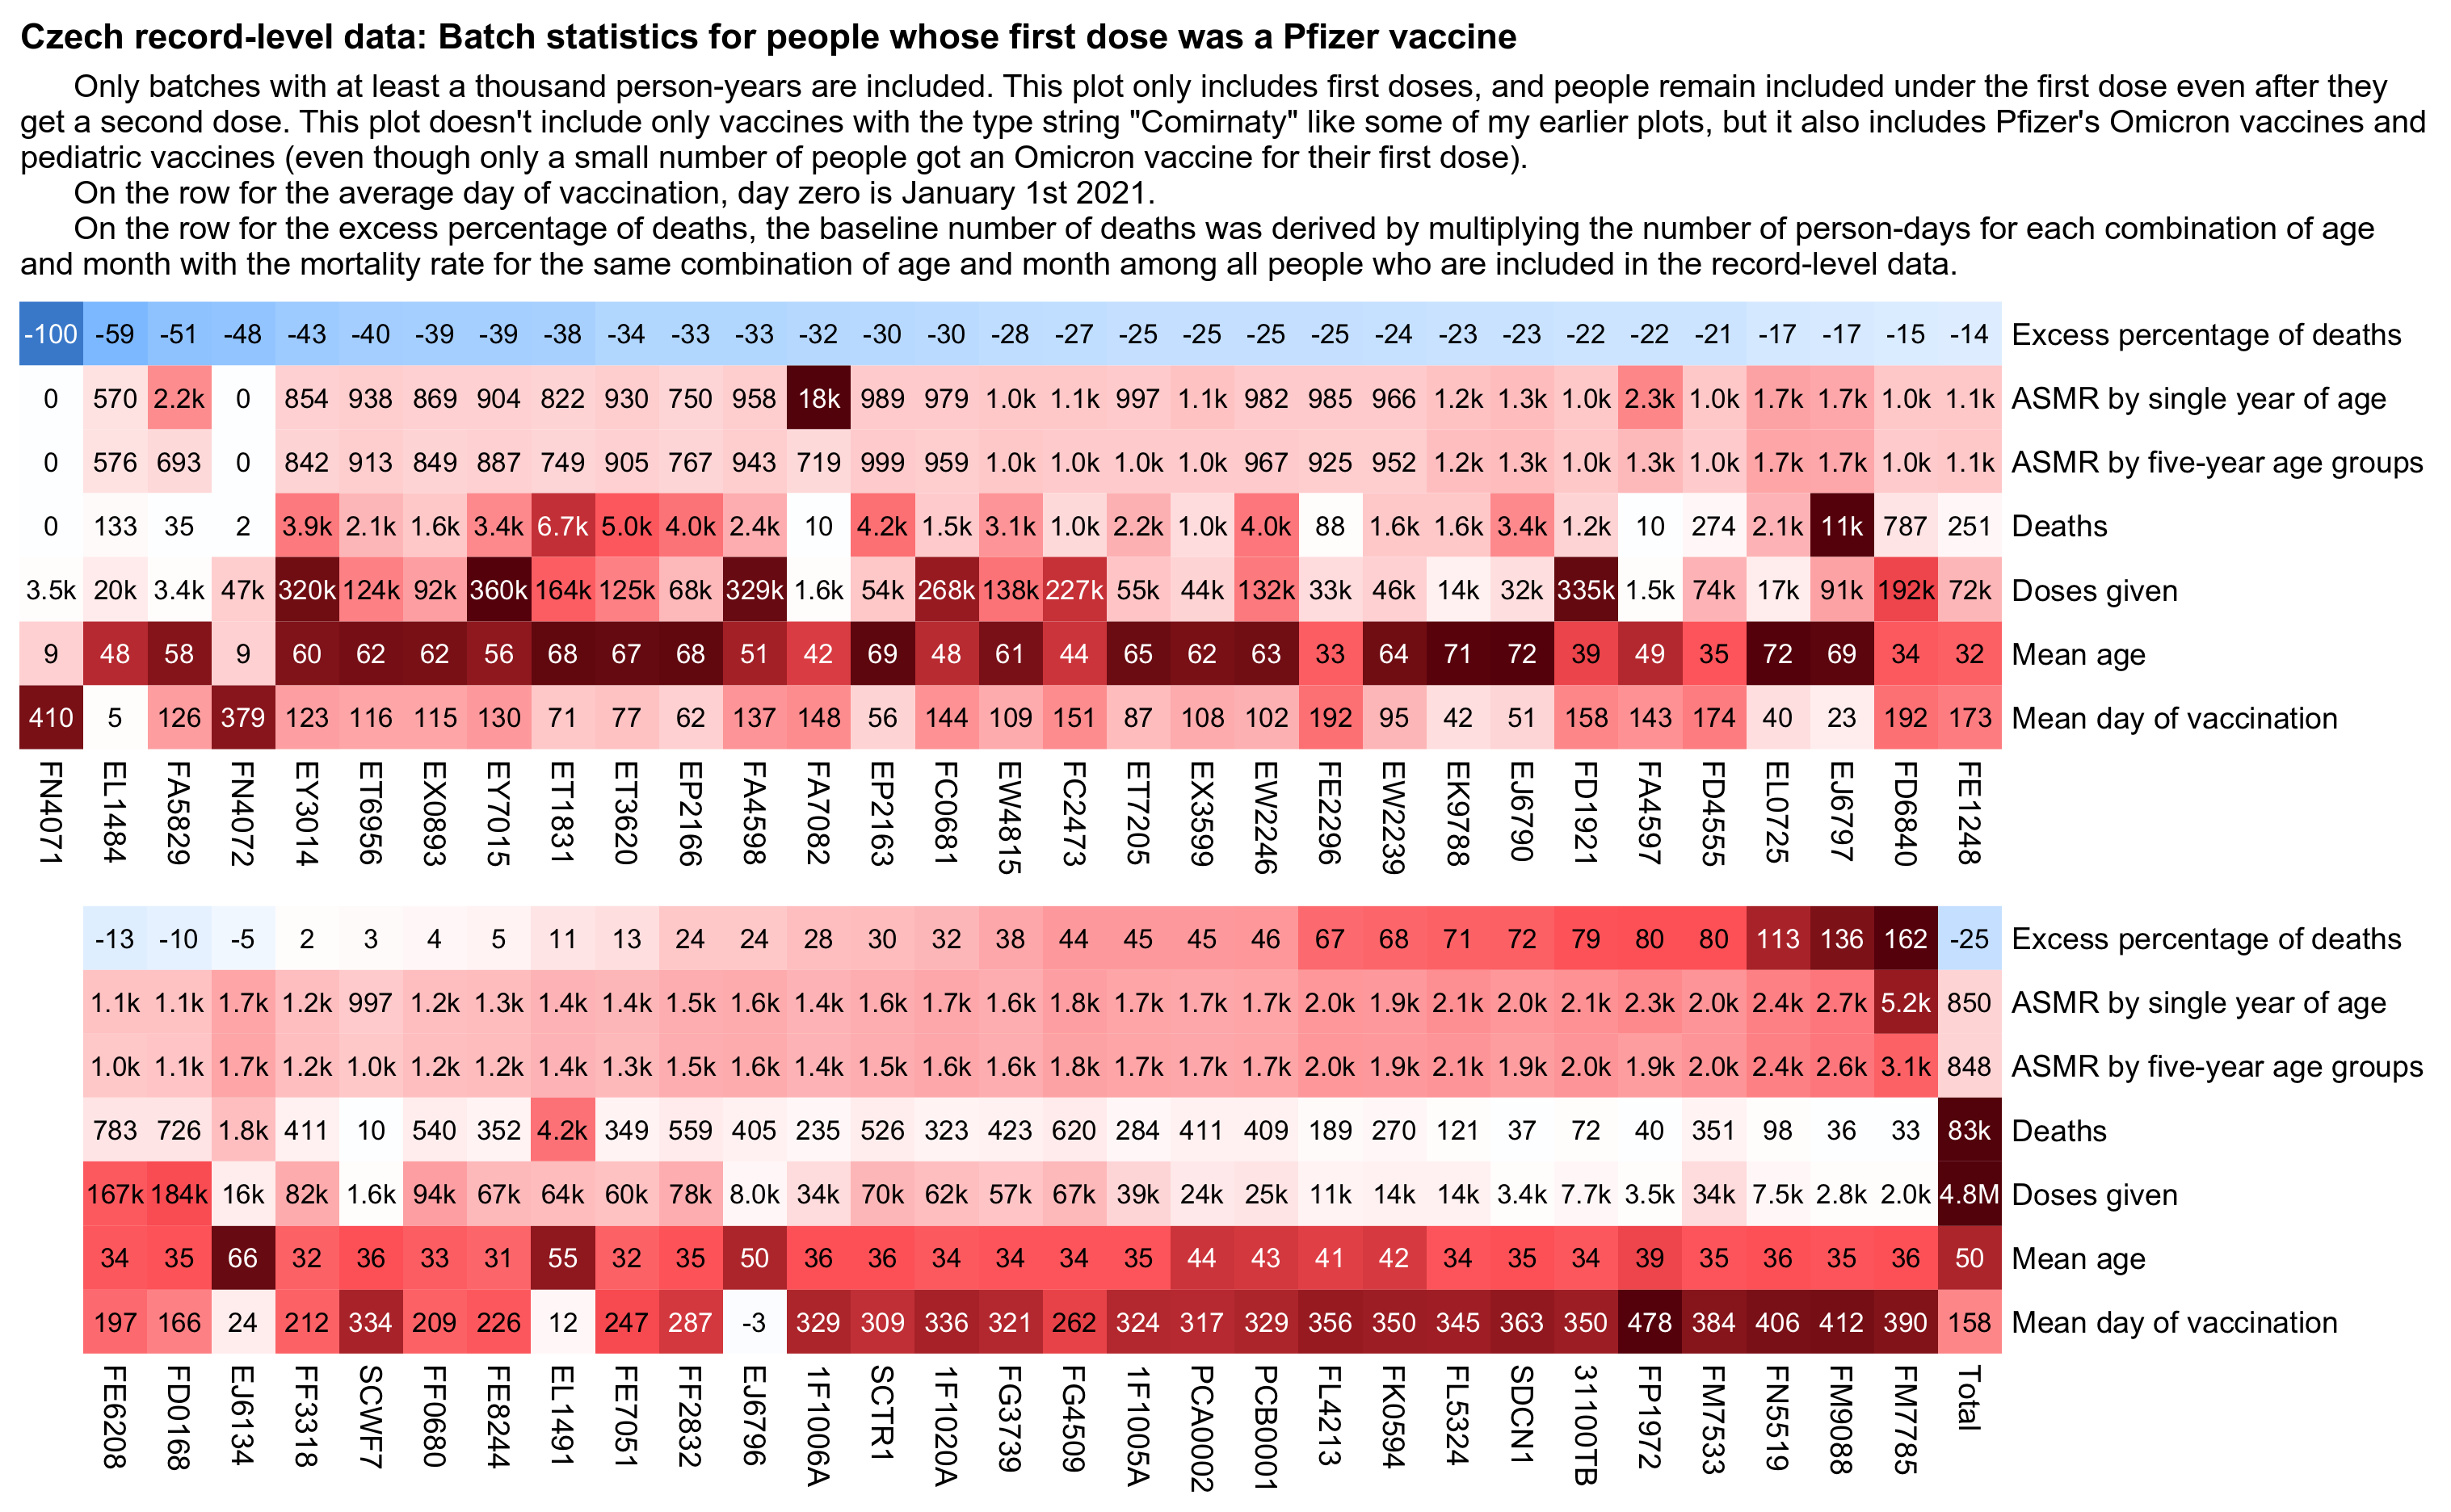 Czech record-level data: Batch statistics for people whose first dose was a Pfizer vaccine
Only batches with at least a thousand person-years are included. This plot only includes first doses, and people remain included under the first dose even after they
get a second dose. This plot doesn't include only vaccines with the type string "Comirnaty" like some of my earlier plots, but it also includes Pfizer's Omicron vaccines and
pediatric vaccines (even though only a small number of people got an Omicron vaccine for their first dose).
On the row for the average day of vaccination, day zero is January 1st 2021.
On the row for the excess percentage of deaths, the baseline number of deaths was derived by multiplying the number of person-days for each combination of age
and month with the mortality rate for the same combination of age and month among all people who are included in the record-level data.
-100 -59 -51 -48 -43 -40 -39 -39 -38 -34 -33 -33 -32 -30 -30 -28 -27 -25 -25 -25 -25 -24 -23 -23 -22 -22 -21 -17 -17 -15 -14 Excess percentage of deaths
0 570 2.2k 0 854 938 869 904 822 930 750 958 18k 989 979 1.0k 1.1k 997 1.1k 982 985 966 1.2k 1.3k 1.0k 2.3k 1.0k 1.7k 1.7k 1.0k 1.1k ASMR by single year of age
0 576 693 0 842 913 849 887 749 905 767 943 719 999 959 1.0k 1.0k 1.0k 1.0k 967 925 952 1.2k 1.3k 1.0k 1.3k 1.0k 1.7k 1.7k 1.0k 1.1k ASMR by five-year age groups
0 133 35 2 3.9k 2.1k 1.6k 3.4k 6.7k 5.0k 4.0k 2.4k 10 4.2k 1.5k 3.1k 1.0k 2.2k 1.0k 4.0k 88 1.6k 1.6k 3.4k 1.2k 10 274 2.1k 11k 787 251 Deaths
3.5k 20k 3.4k 47k 320k 124k 92k 360k 164k 125k 68k 329k 1.6k 54k 268k 138k 227k 55k 44k 132k 33k 46k 14k 32k 335k 1.5k 74k 17k 91k 192k 72k Doses given
9 48 58 9 60 62 62 56 68 67 68 51 42 69 48 61 44 65 62 63 33 64 71 72 39 49 35 72 69 34 32 Mean age
410 5 126 379 123 116 115 130 71 77 62 137 148 56 144 109 151 87 108 102 192 95 42 51 158 143 174 40 23 192 173 Mean day of vaccination
FN4071 EL1484 FA5829 FN4072 EY3014 ET6956 EX0893 EY7015 ET1831 ET3620 EP2166 FA4598 FA7082 EP2163 FC0681 EW4815 FC2473 ET7205 EX3599 EW2246 FE2296 EW2239 EK9788 EJ6790 FD1921 FA4597 FD4555 EL0725 EJ6797 FD6840 FE1248
-13 -10 -5 2 3 4 5 11 13 24 24 28 30 32 38 44 45 45 46 67 68 71 72 79 80 80 113 136 162 -25 Excess percentage of deaths
1.1k 1.1k 1.7k 1.2k 997 1.2k 1.3k 1.4k 1.4k 1.5k 1.6k 1.4k 1.6k 1.7k 1.6k 1.8k 1.7k 1.7k 1.7k 2.0k 1.9k 2.1k 2.0k 2.1k 2.3k 2.0k 2.4k 2.7k 5.2k 850 ASMR by single year of age
1.0k 1.1k 1.7k 1.2k 1.0k 1.2k 1.2k 1.4k 1.3k 1.5k 1.6k 1.4k 1.5k 1.6k 1.6k 1.8k 1.7k 1.7k 1.7k 2.0k 1.9k 2.1k 1.9k 2.0k 1.9k 2.0k 2.4k 2.6k 3.1k 848 ASMR by five-year age groups
783 726 1.8k 411 10 540 352 4.2k 349 559 405 235 526 323 423 620 284 411 409 189 270 121 37 72 40 351 98 36 33 83k Deaths
167k 184k 16k 82k 1.6k 94k 67k 64k 60k 78k 8.0k 34k 70k 62k 57k 67k 39k 24k 25k 11k 14k 14k 3.4k 7.7k 3.5k 34k 7.5k 2.8k 2.0k 4.8M Doses given
34 35 66 32 36 33 31 55 32 35 50 36 36 34 34 34 35 44 43 41 42 34 35 34 39 35 36 35 36 50 Mean age
197 166 24 212 334 209 226 12 247 287 -3 329 309 336 321 262 324 317 329 356 350 345 363 350 478 384 406 412 390 158 Mean day of vaccination
FE6208 FD0168 EJ6134 FF3318 SCWF7 FF0680 FE8244 EL1491 FE7051 FF2832 EJ6796 1F1006A SCTR1 1F1020A FG3739 FG4509 1F1005A PCA0002 PCB0001 FL4213 FK0594 FL5324 SDCN1 31100TB FP1972 FM7533 FN5519 FM9088 FM7785 Total